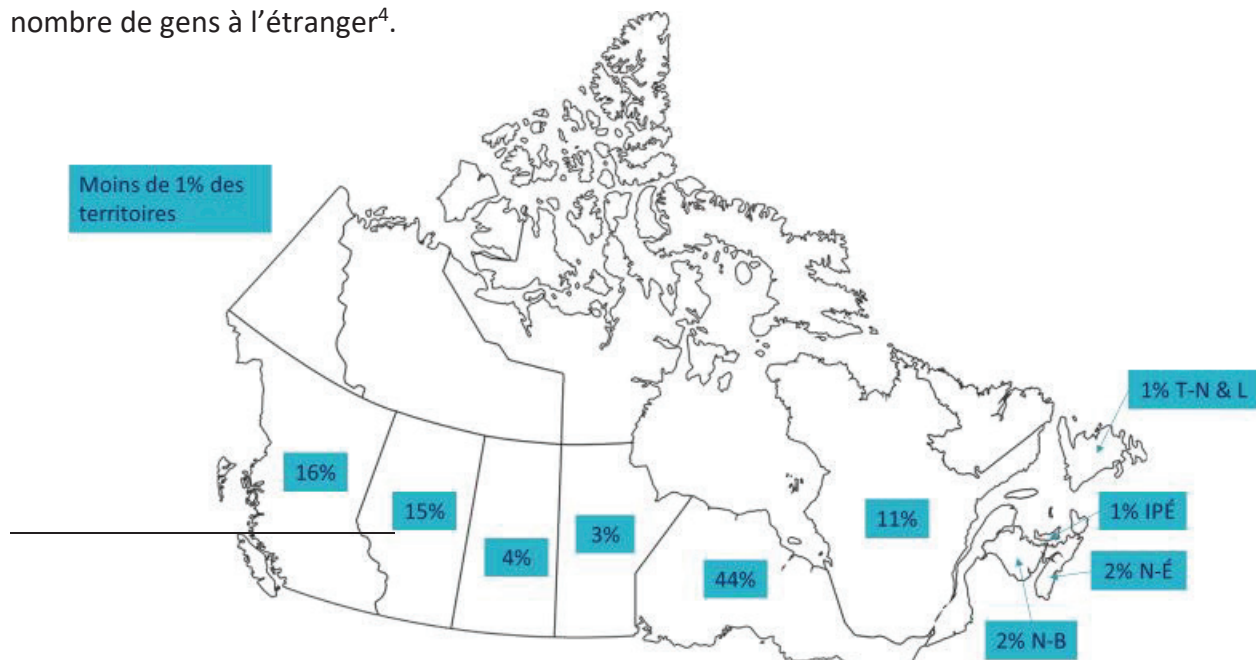 nombre de gens à l’étranger⁴.
Moins de 1% des
territoires
1% T-N & L
16%
15%
4%
3%
44%
11%
1% IPÉ
2% N-É
2% N-B